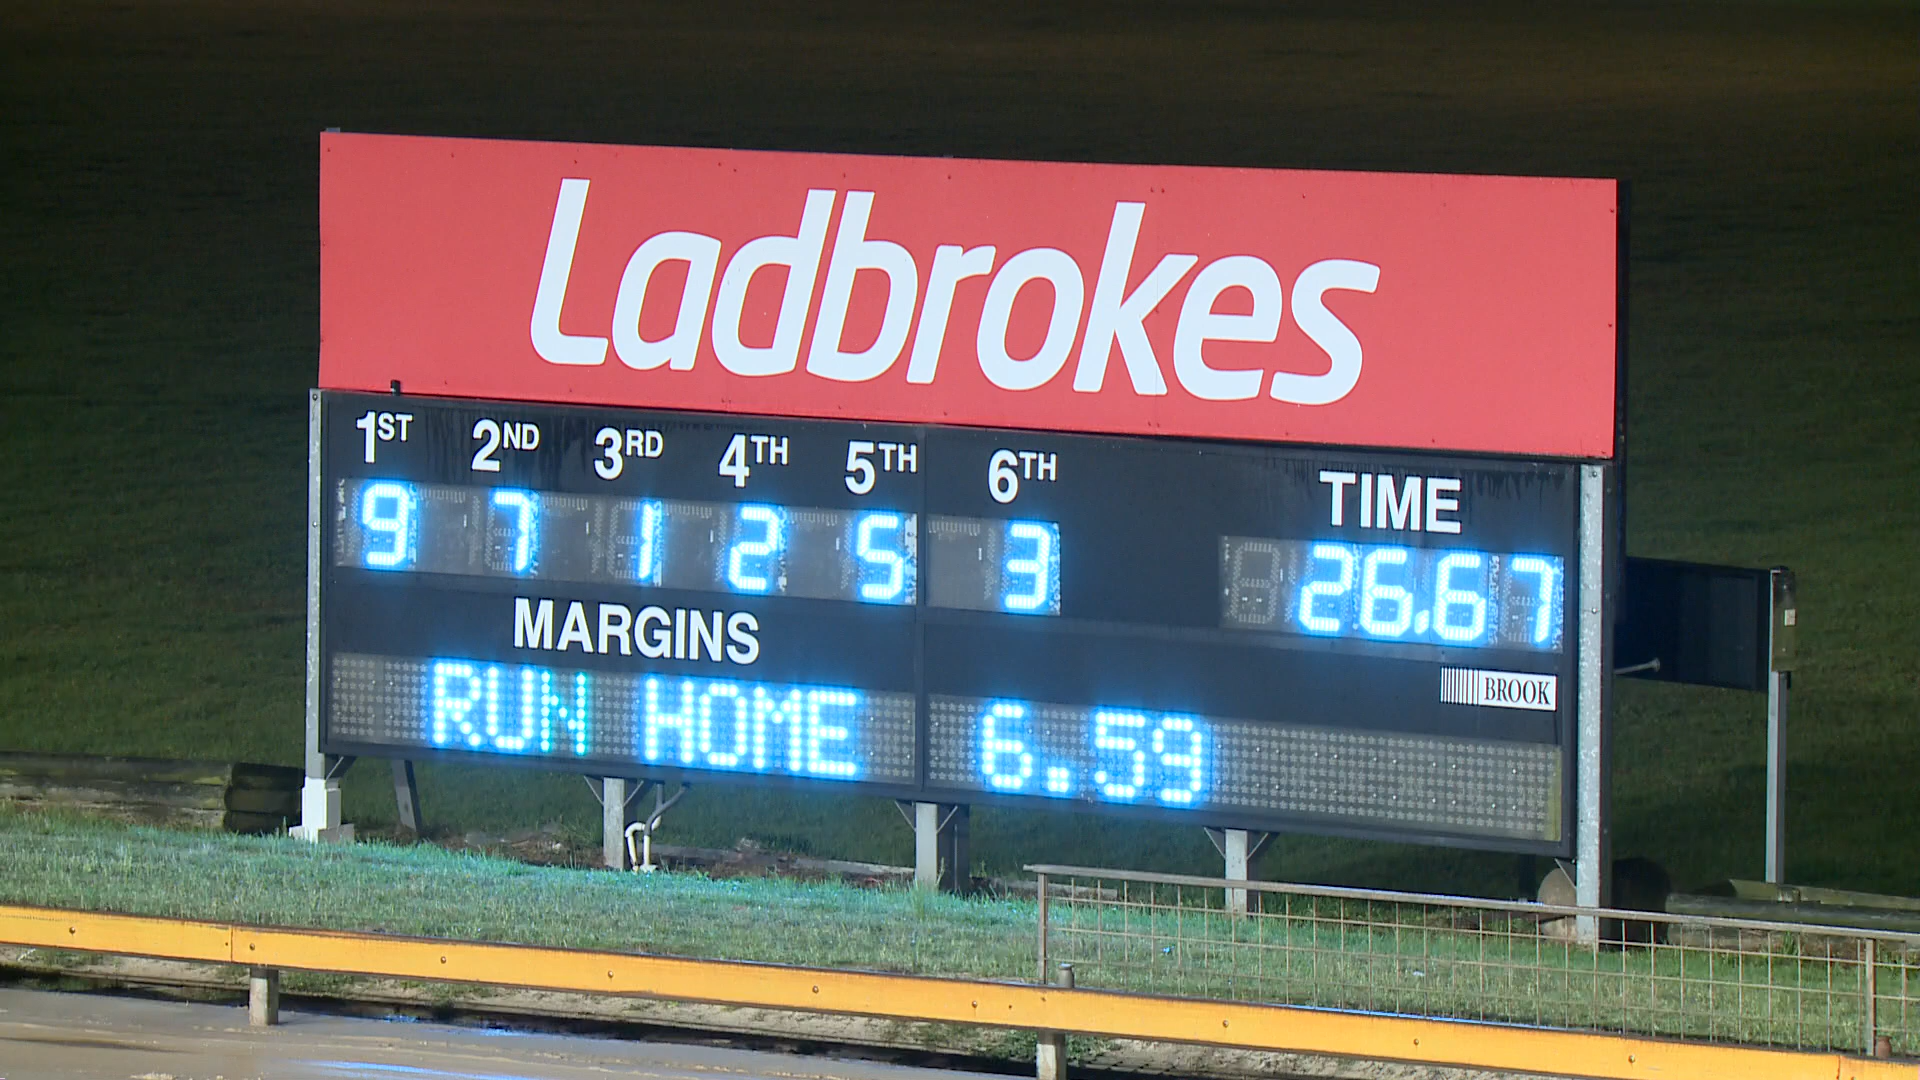 Ladbrokes
1ST 2ND 3RD 4TH 5TH 6TH TIME
9 7 1 2 5 3 26.67
MARGINS
BROOK
RUN HOME 6.59